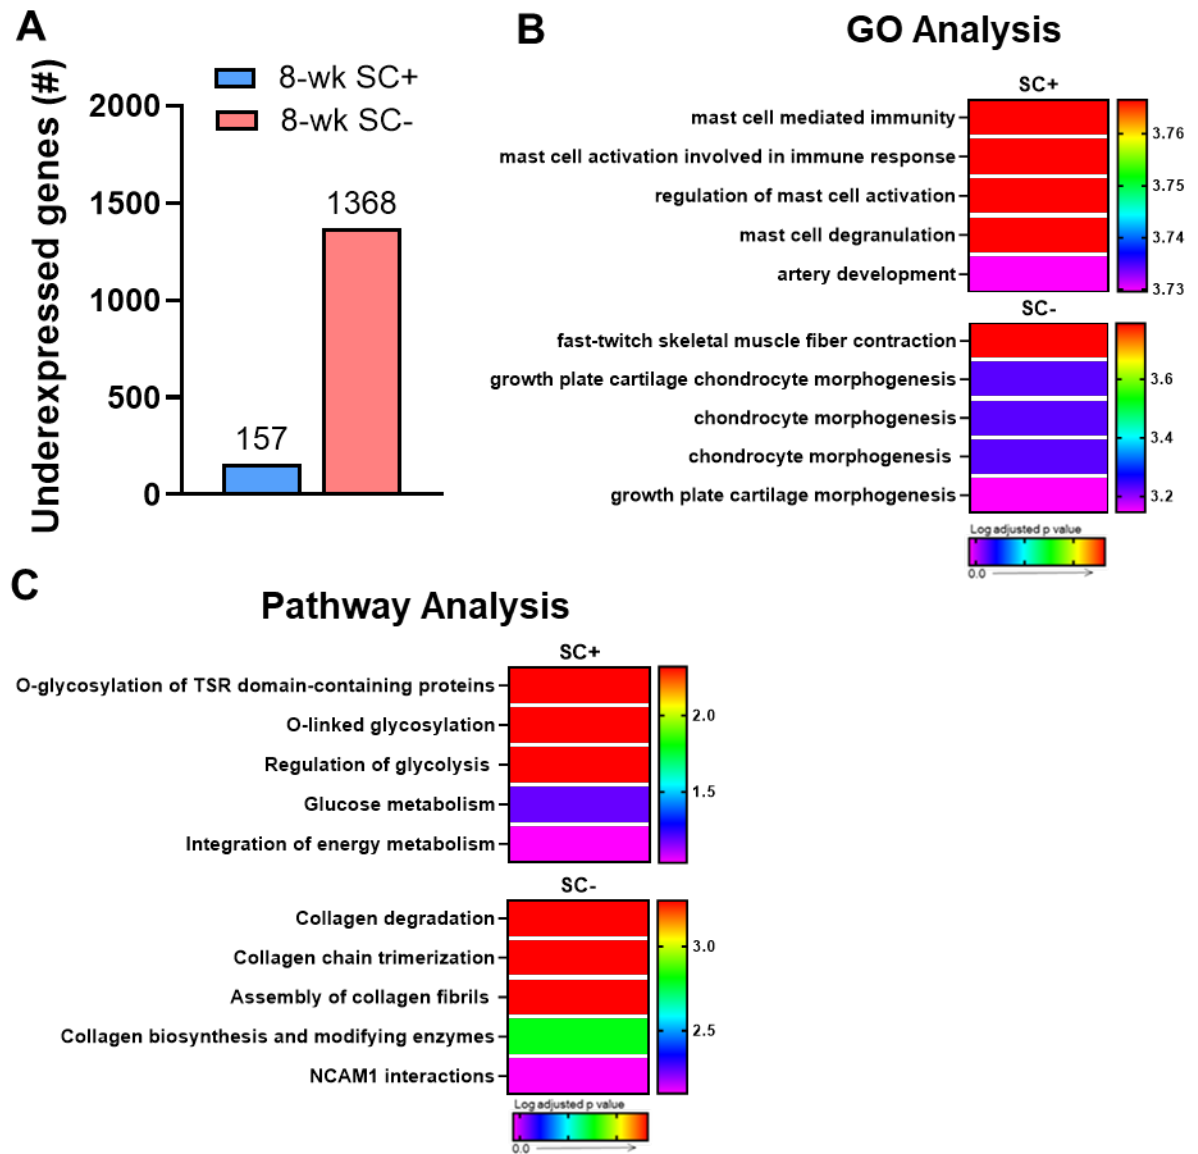 A
Underexpressed genes (#)
8-wk SC+
8-wk SC-
2000
1500
1000
500
0
157
1368
B
GO Analysis
SC+
mast cell mediated immunity
mast cell activation involved in immune response
regulation of mast cell activation
mast cell degranulation
artery development
3.76
3.75
3.74
3.73
SC-
fast-twitch skeletal muscle fiber contraction
growth plate cartilage chondrocyte morphogenesis
chondrocyte morphogenesis
chondrocyte morphogenesis
growth plate cartilage morphogenesis
3.6
3.4
3.2
Log adjusted p value
0.0
C
Pathway Analysis
SC+
O-glycosylation of TSR domain-containing proteins
O-linked glycosylation
Regulation of glycolysis
Glucose metabolism
Integration of energy metabolism
2.0
1.5
SC-
Collagen degradation
Collagen chain trimerization
Assembly of collagen fibrils
Collagen biosynthesis and modifying enzymes
NCAM1 interactions
3.0
2.5
Log adjusted p value
0.0